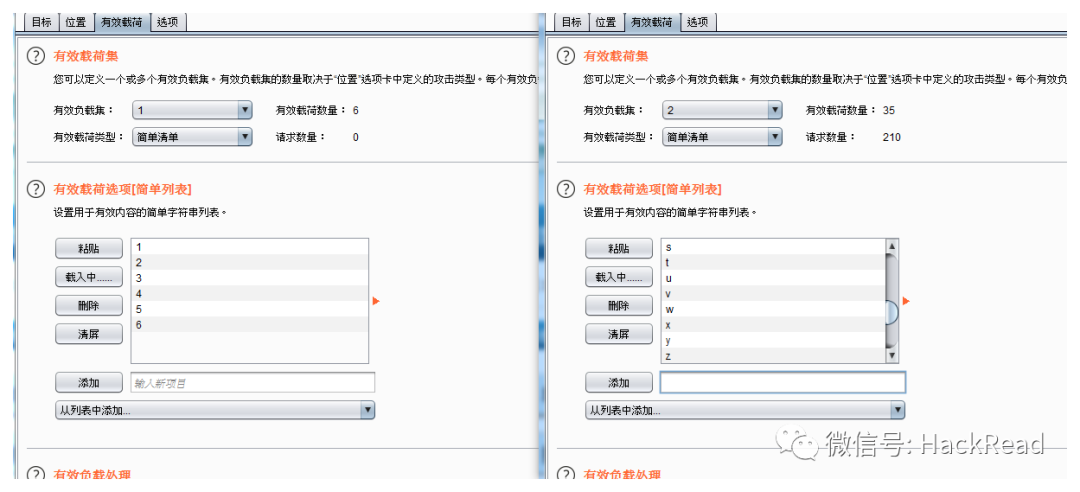 目标 位置 有效载荷 选项
有效载荷集
您可以定义一个或多个有效负载集。有效负载集的数量取决于“位置”选项卡中定义的攻击类型。每个有效负
有效负载集： 1 有效载荷数量： 6
有效载荷类型： 简单清单 请求数量： 0
有效载荷选项[简单列表]
设置用于有效内容的简单字符串列表。
粘贴
载入中......
删除
清屏
1
2
3
4
5
6
添加 输入新项目
从列表中添加...
有效负载处理
目标 位置 有效载荷 选项
有效载荷集
您可以定义一个或多个有效负载集。有效负载集的数量取决于“位置”选项卡中定义的攻击类型。每个有效负
有效负载集： 2 有效载荷数量： 35
有效载荷类型： 简单清单 请求数量： 210
有效载荷选项[简单列表]
设置用于有效内容的简单字符串列表。
粘贴
载入中......
删除
清屏
s
t
u
v
w
x
y
z
添加
从列表中添加...
有效负载处理
微信号: HackRead